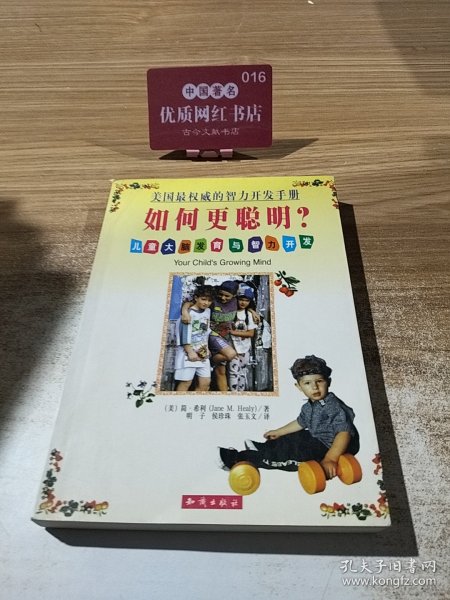 016
中国著名
优质网红书店
古今文献书店
美国最权威的智力开发手册
如何更聪明?
儿童大脑发育与智力开发
Your Child's Growing Mind
(美) 简·希利 (Jane M. Healy) / 著
明 子 侯珍珠 张玉文 / 译
知识出版社
孔夫子旧书网
www.kongfz.com